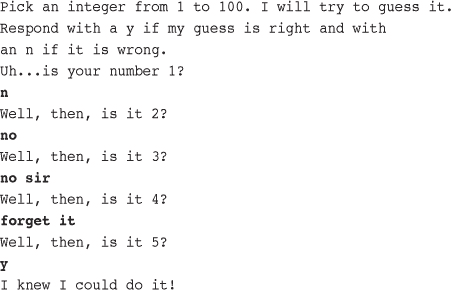 Pick an integer from 1 to 100. I will try to guess it.
Respond with a y if my guess is right and with
an n if it is wrong.
Uh...is your number 1?
n
Well, then, is it 2?
no
Well, then, is it 3?
no sir
Well, then, is it 4?
forget it
Well, then, is it 5?
y
I knew I could do it!